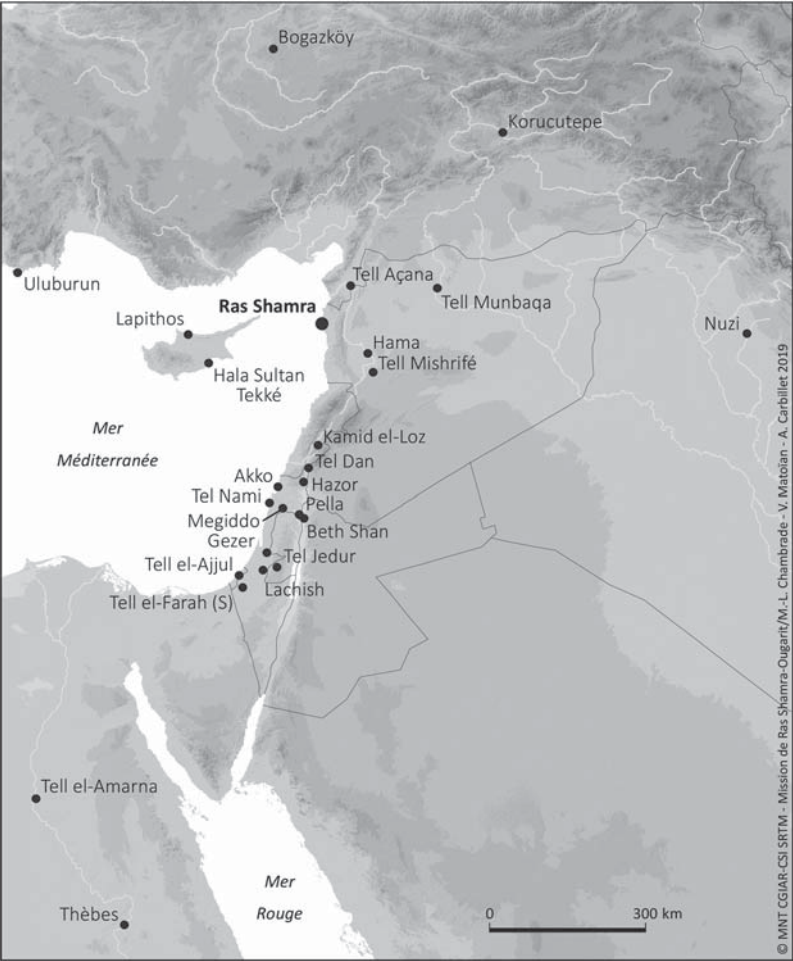 Bogazköy
Korucutepe
Uluburun
Tell Açana
Tell Munbaqa
Ras Shamra
Lapithos
Nuzi
Hama
Tell Mishrifé
Hala Sultan
Tekké
Mer
Méditerranée
Kamid el-Loz
Tel Dan
Akko
Hazor
Tel Nami
Pella
Megiddo
Beth Shan
Gezer
Tel Jedur
Tell el-Ajjul
Lachish
Tell el-Farah (S)
Tell el-Amarna
Mer
Rouge
Thèbes
0
300 km
© MNT CGIAR-CSI SRTM - Mission de Ras Shamra-Ougarit/M.-L. Chambrade - V. Matoian - A. Carbillet 2019